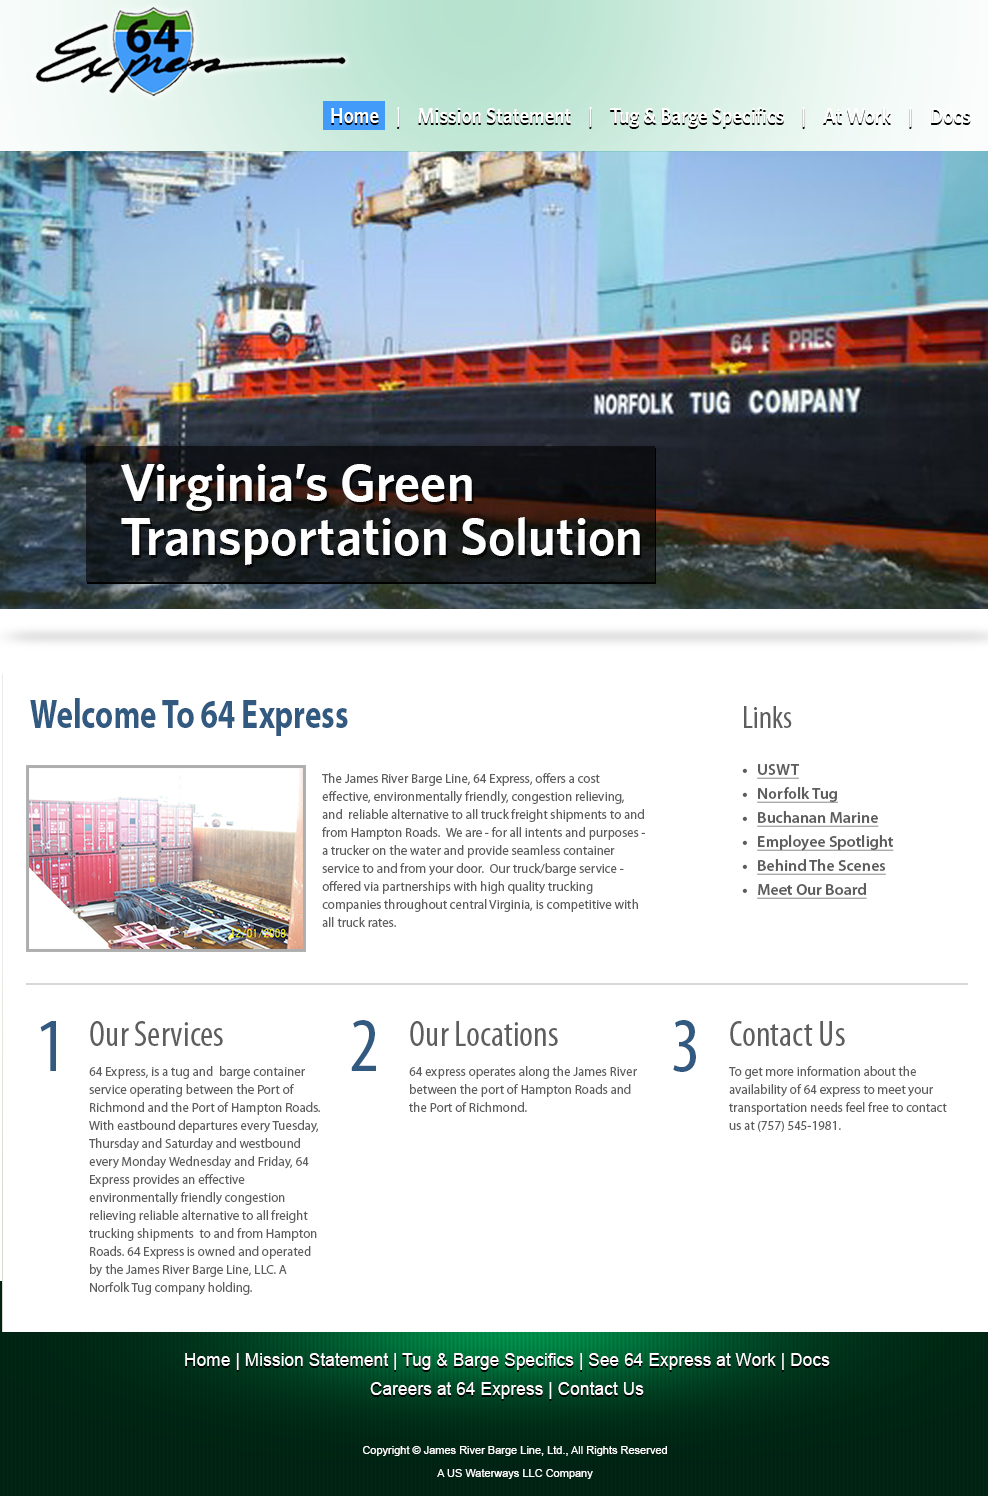 64
Express
Home | Mission Statement | Tug & Barge Specifics | At Work | Docs
64 E PRES
NORFOLK TUG COMPANY
Virginia's Green
Transportation Solution
Welcome To 64 Express
The James River Barge Line, 64 Express, offers a cost
effective, environmentally friendly, congestion relieving,
and reliable alternative to all truck freight shipments to and
from Hampton Roads. We are - for all intents and purposes -
a trucker on the water and provide seamless container
service to and from your door. Our truck/barge service -
offered via partnerships with high quality trucking
companies throughout central Virginia, is competitive with
all truck rates.
12/01/2008
Links
• USWT
• Norfolk Tug
• Buchanan Marine
• Employee Spotlight
• Behind The Scenes
• Meet Our Board
1 Our Services
64 Express, is a tug and barge container
service operating between the Port of
Richmond and the Port of Hampton Roads.
With eastbound departures every Tuesday,
Thursday and Saturday and westbound
every Monday Wednesday and Friday, 64
Express provides an effective
environmentally friendly congestion
relieving reliable alternative to all freight
trucking shipments to and from Hampton
Roads. 64 Express is owned and operated
by the James River Barge Line, LLC. A
Norfolk Tug company holding.
2 Our Locations
64 express operates along the James River
between the port of Hampton Roads and
the Port of Richmond.
3 Contact Us
To get more information about the
availability of 64 express to meet your
transportation needs feel free to contact
us at (757) 545-1981.
Home | Mission Statement | Tug & Barge Specifics | See 64 Express at Work | Docs
Careers at 64 Express | Contact Us
Copyright © James River Barge Line, Ltd., All Rights Reserved
A US Waterways LLC Company